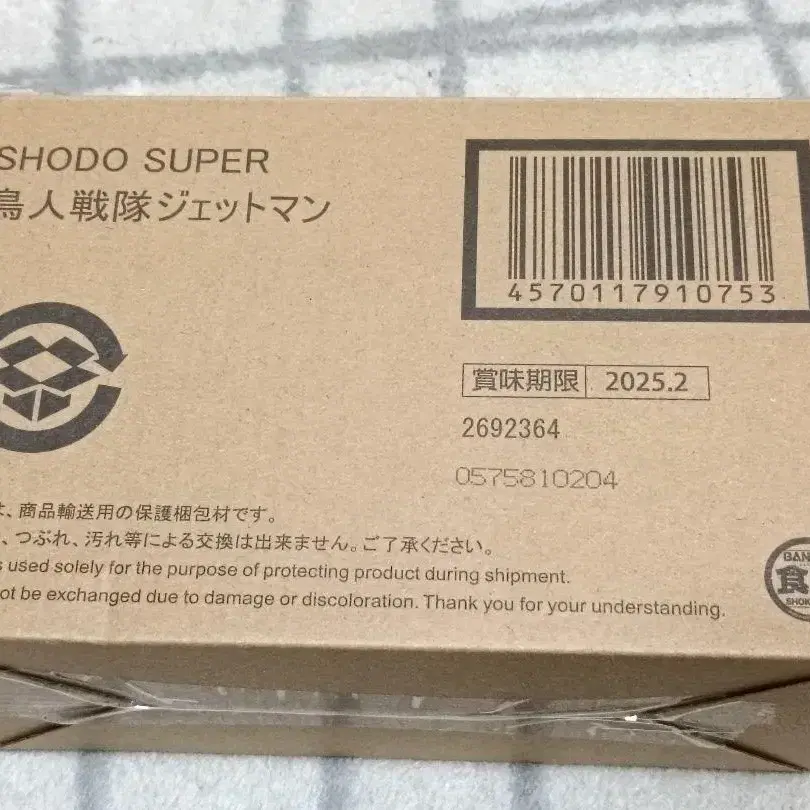 SHODO SUPER
鳥人戦隊ジェットマン
4570117910753
賞味期限 2025.2
2692364
0575810204
、商品輸送用の保護梱包材です。
、つぶれ、汚れ等による交換は出来ません。ご了承ください。
used solely for the purpose of protecting product during shipment.
be exchanged due to damage or discoloration. Thank you for your understanding.
BAN
食
SHOK